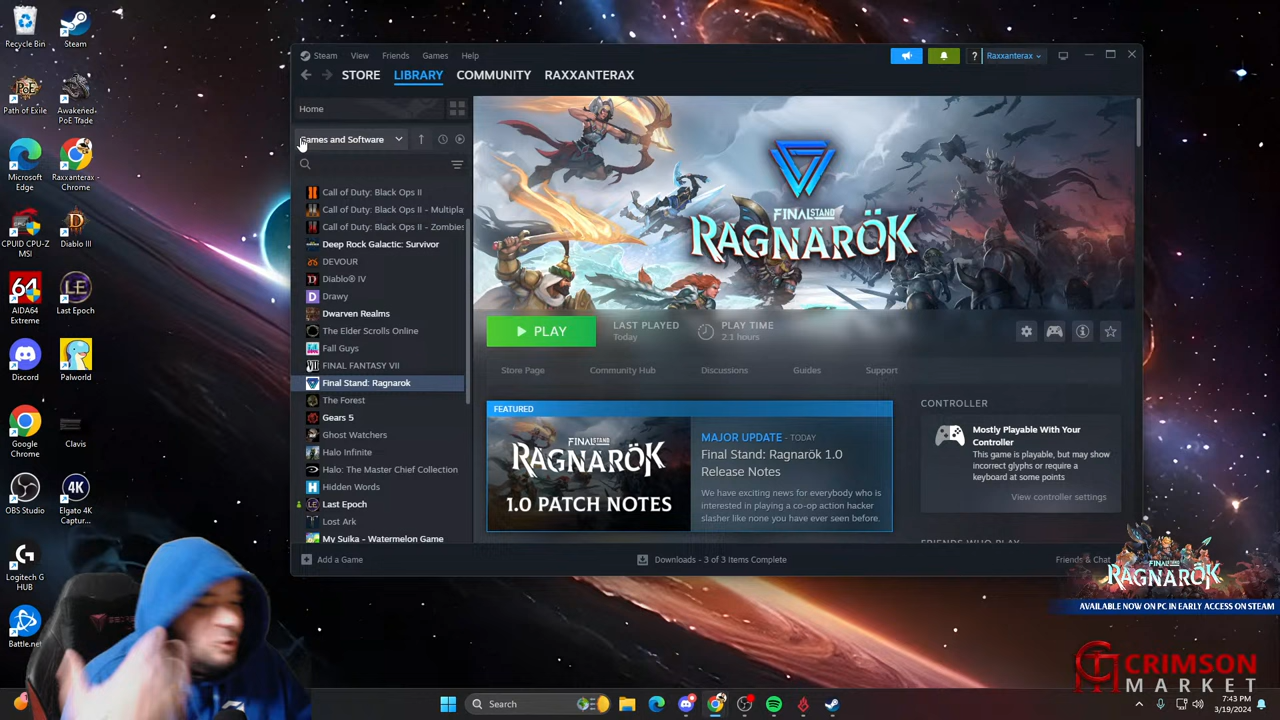 Recycle Bin
Steam
Path of Exile
Awakened-
PoE Trade
Microsoft
Edge
Raxxanterax -
Chrome
CPUID CPU-Z
MSI
Diablo III
AIDA64
Extreme
Last Epoch
Discord
Palworld
Google
Chrome
Clavis
OBS Studio
Elgato 4K
Captur...
Logitech G
HUB
Battle.net
Steam
View
Friends
Games
Help
Raxxanterax
STORE
LIBRARY
COMMUNITY
RAXXANTERAX
Home
Games and Software
Call of Duty: Black Ops II
Call of Duty: Black Ops II - Multipla
Call of Duty: Black Ops II - Zombies
Deep Rock Galactic: Survivor
DEVOUR
Diablo® IV
Drawy
Dwarven Realms
The Elder Scrolls Online
Fall Guys
FINAL FANTASY VII
Final Stand: Ragnarok
The Forest
Gears 5
Ghost Watchers
Halo Infinite
Halo: The Master Chief Collection
Hidden Words
Last Epoch
Lost Ark
My Suika - Watermelon Game
FINAL STAND
RAGNARÖK
PLAY
LAST PLAYED
Today
PLAY TIME
2.1 hours
Store Page
Community Hub
Discussions
Guides
Support
FEATURED
FINAL STAND
RAGNARÖK
1.0 PATCH NOTES
MAJOR UPDATE - TODAY
Final Stand: Ragnarök 1.0
Release Notes
We have exciting news for everybody who is
interested in playing a co-op action hacker
slasher like none you have ever seen before.
CONTROLLER
Mostly Playable With Your
Controller
This game is playable, but may show
incorrect glyphs or require a
keyboard at some points
View controller settings
FRIENDS WHO PLAY
Add a Game
Downloads - 3 of 3 Items Complete
Friends & Chat
FINAL STAND
RAGNARÖK
AVAILABLE NOW ON PC IN EARLY ACCESS ON STEAM
CRIMSON
MARKET
Search
7:43 PM
3/19/2024